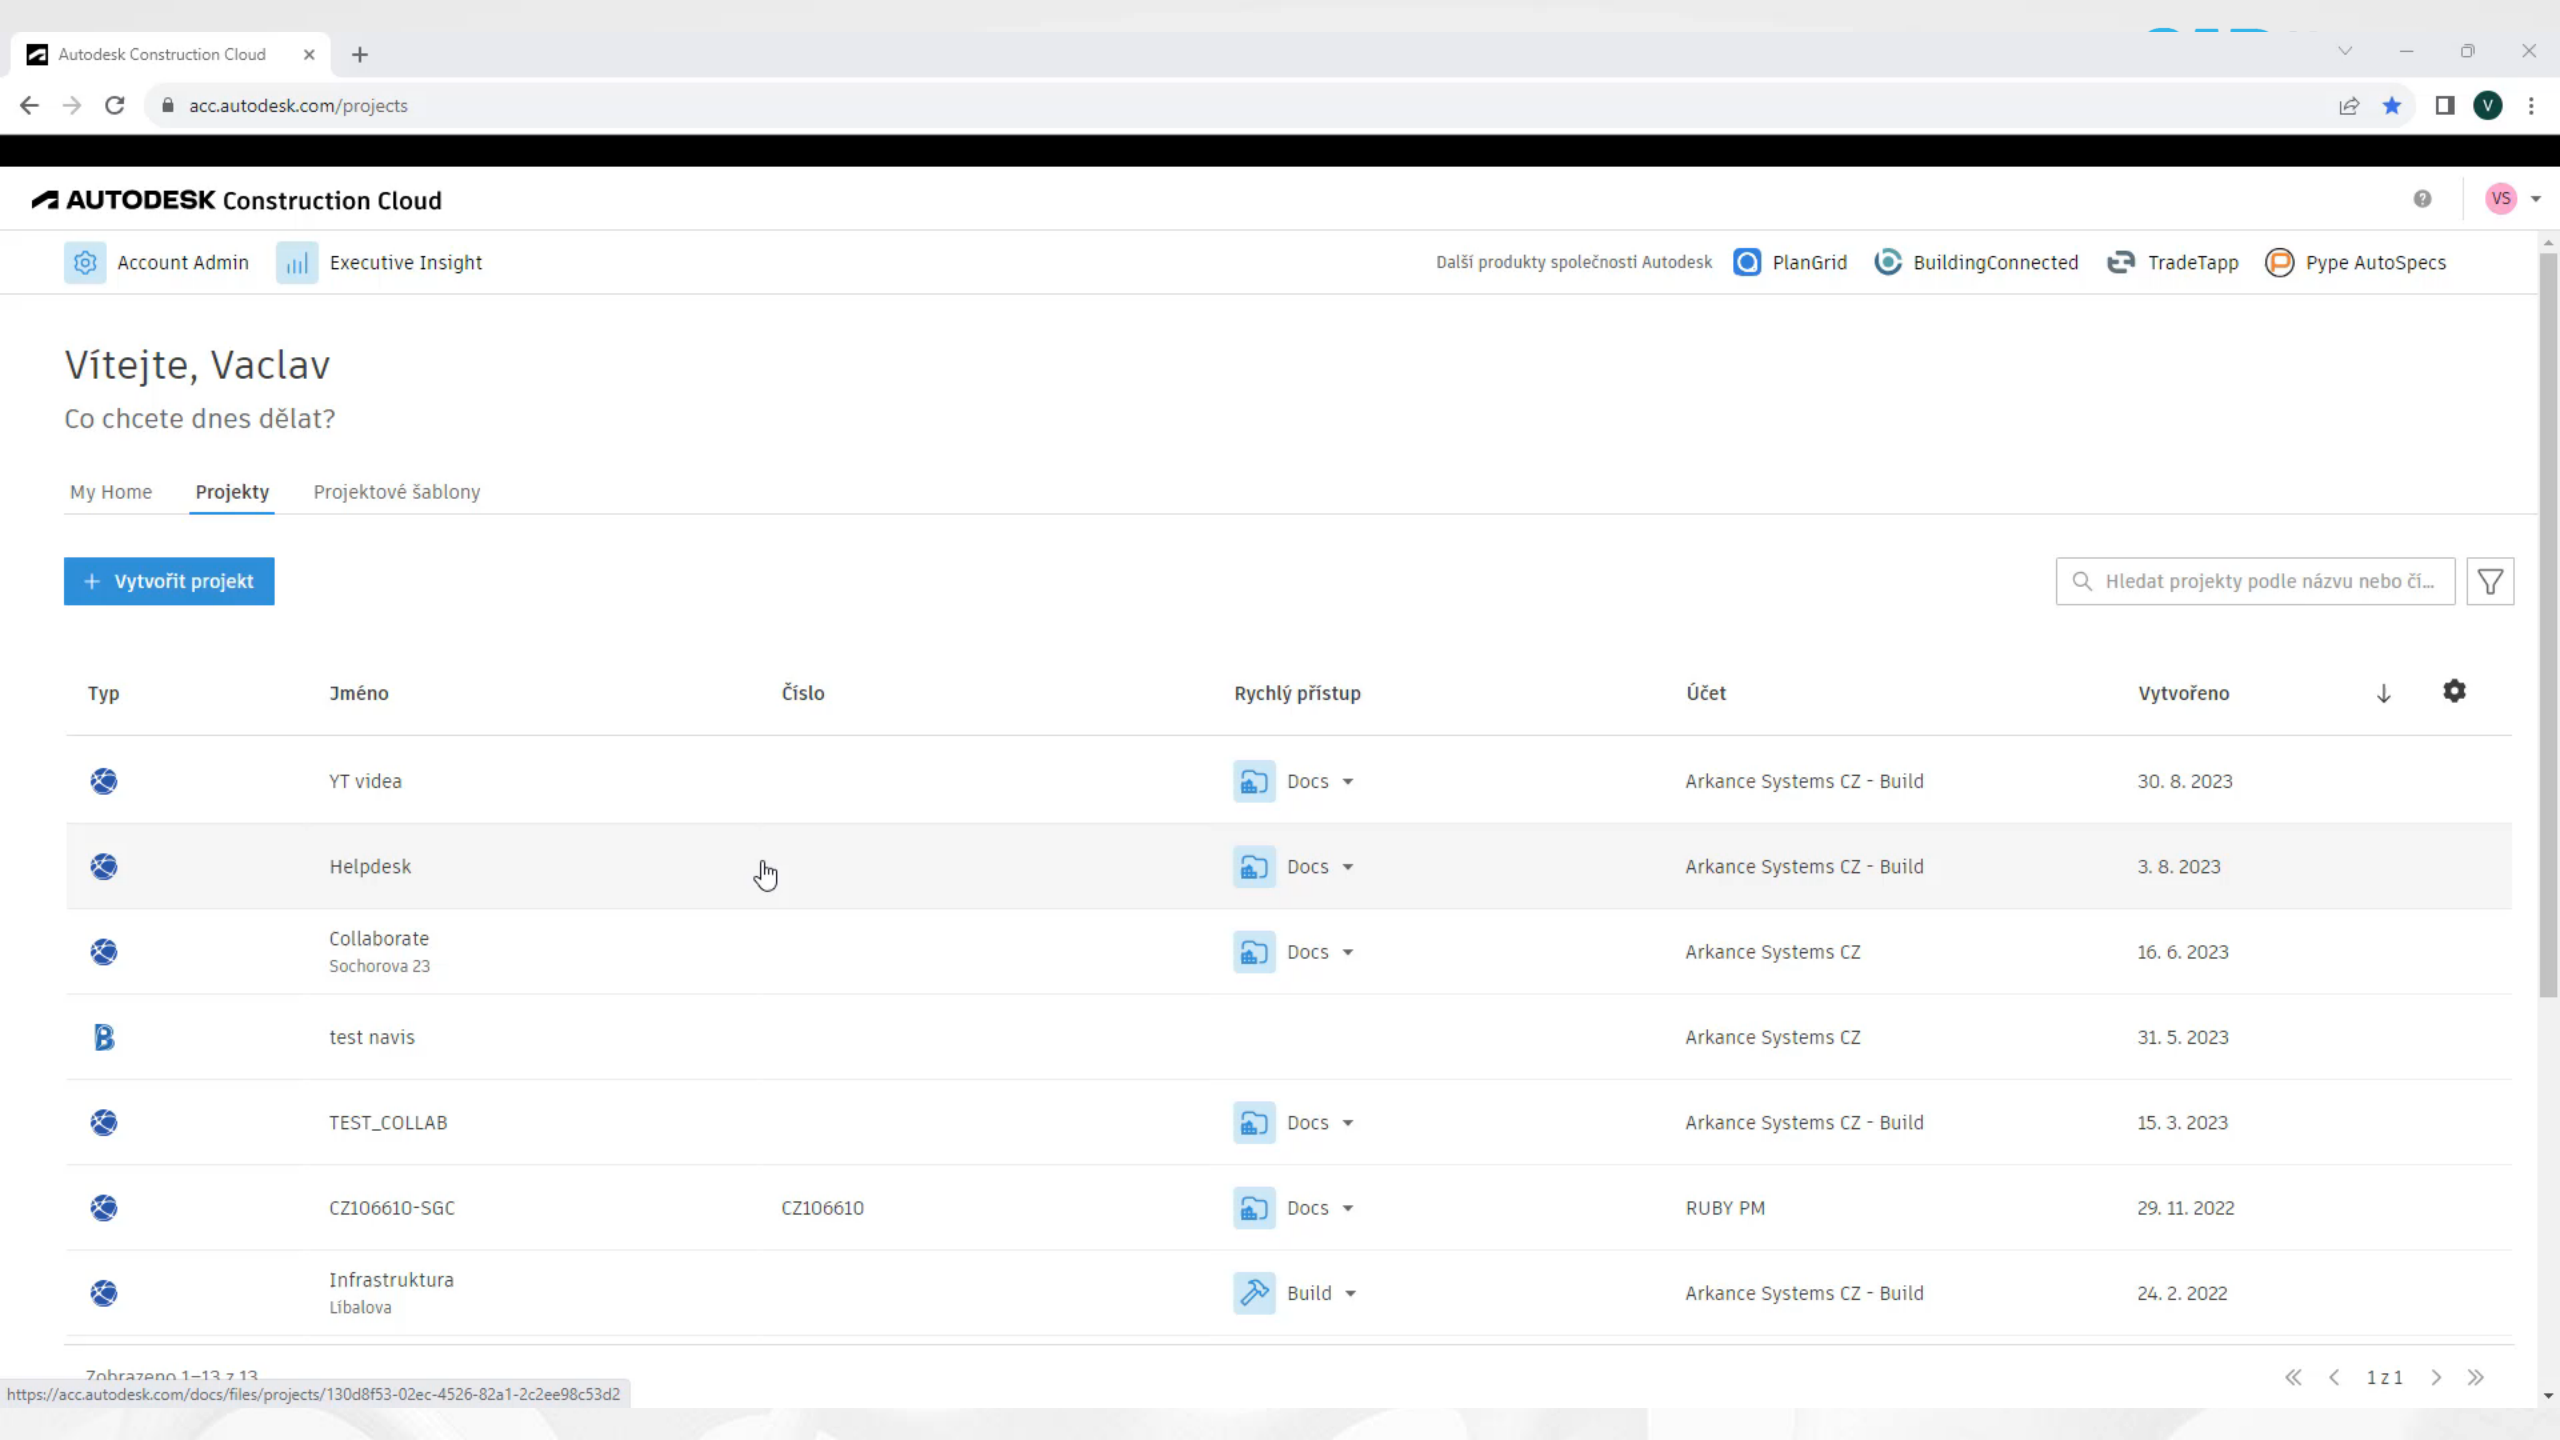 Autodesk Construction Cloud
acc.autodesk.com/projects
V
AUTODESK Construction Cloud
VS
Account Admin
Executive Insight
Další produkty společnosti Autodesk
PlanGrid
BuildingConnected
TradeTapp
Pype AutoSpecs
Vítejte, Vaclav
Co chcete dnes dělat?
My Home
Projekty
Projektové šablony
+ Vytvořit projekt
Hledat projekty podle názvu nebo čí...
Typ Jméno Číslo Rychlý přístup Účet Vytvořeno
YT videa Docs Arkance Systems CZ - Build 30. 8. 2023
Helpdesk Docs Arkance Systems CZ - Build 3. 8. 2023
Collaborate Docs Arkance Systems CZ 16. 6. 2023
Sochorova 23
test navis Arkance Systems CZ 31. 5. 2023
TEST_COLLAB Docs Arkance Systems CZ - Build 15. 3. 2023
CZ106610-SGC CZ106610 Docs RUBY PM 29. 11. 2022
Infrastruktura Build Arkance Systems CZ - Build 24. 2. 2022
Líbalova
Zobrazeno 1–13 z 13
1 z 1
https://acc.autodesk.com/docs/files/projects/130d8f53-02ec-4526-82a1-2c2ee98c53d2